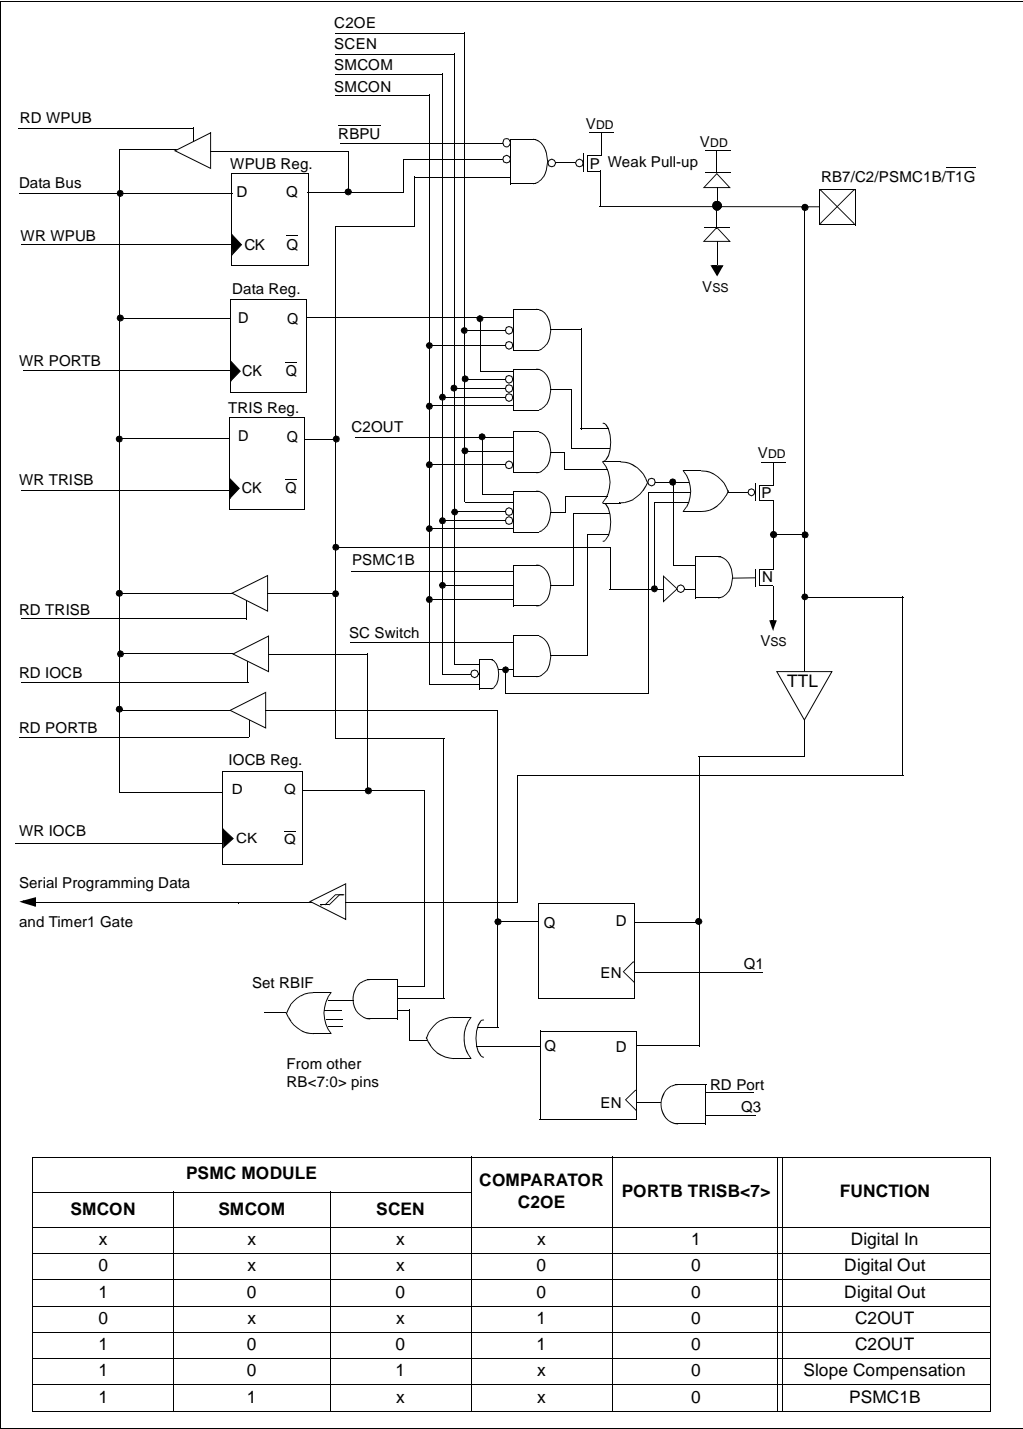 C2OE
SCEN
SMCOM
SMCON
RD WPUB
RBPU
VDD
P
Weak Pull-up
VDD
WPUB Reg.
Data Bus
D
Q
RB7/C2/PSMC1B/T1G
WR WPUB
CK
Q
VSS
Data Reg.
D
Q
WR PORTB
CK
Q
TRIS Reg.
D
Q
C2OUT
VDD
WR TRISB
CK
Q
P
PSMC1B
N
RD TRISB
SC Switch
VSS
RD IOCB
TTL
RD PORTB
IOCB Reg.
D
Q
WR IOCB
CK
Q
Serial Programming Data
and Timer1 Gate
Q
D
EN
Q1
Set RBIF
Q
D
From other
RB<7:0> pins
EN
RD Port
Q3
PSMC MODULE
COMPARATOR
C2OE
PORTB TRISB<7>
FUNCTION
SMCON SMCOM SCEN
x x x x 1 Digital In
0 x x 0 0 Digital Out
1 0 0 0 0 Digital Out
0 x x 1 0 C2OUT
1 0 0 1 0 C2OUT
1 0 1 x 0 Slope Compensation
1 1 x x 0 PSMC1B